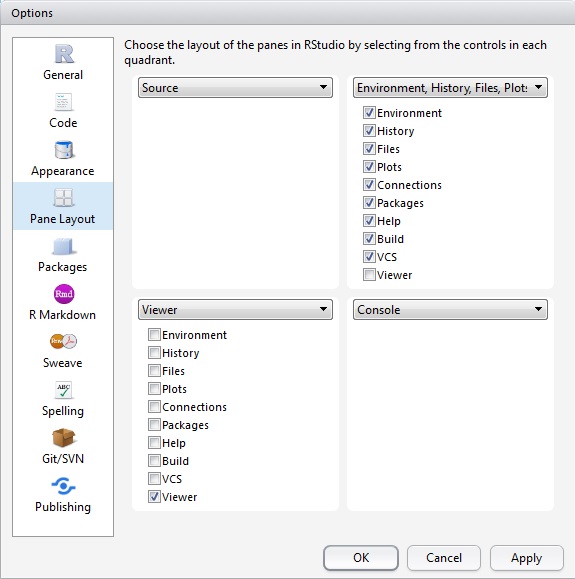 Options
Choose the layout of the panes in RStudio by selecting from the controls in each
quadrant.
General
Code
Appearance
Pane Layout
Packages
Rmd
R Markdown
Sweave
ABC
Spelling
Git/SVN
Publishing
Source
Environment, History, Files, Plots
Environment
History
Files
Plots
Connections
Packages
Help
Build
VCS
Viewer
Viewer
Environment
History
Files
Plots
Connections
Packages
Help
Build
VCS
Viewer
Console
OK
Cancel
Apply